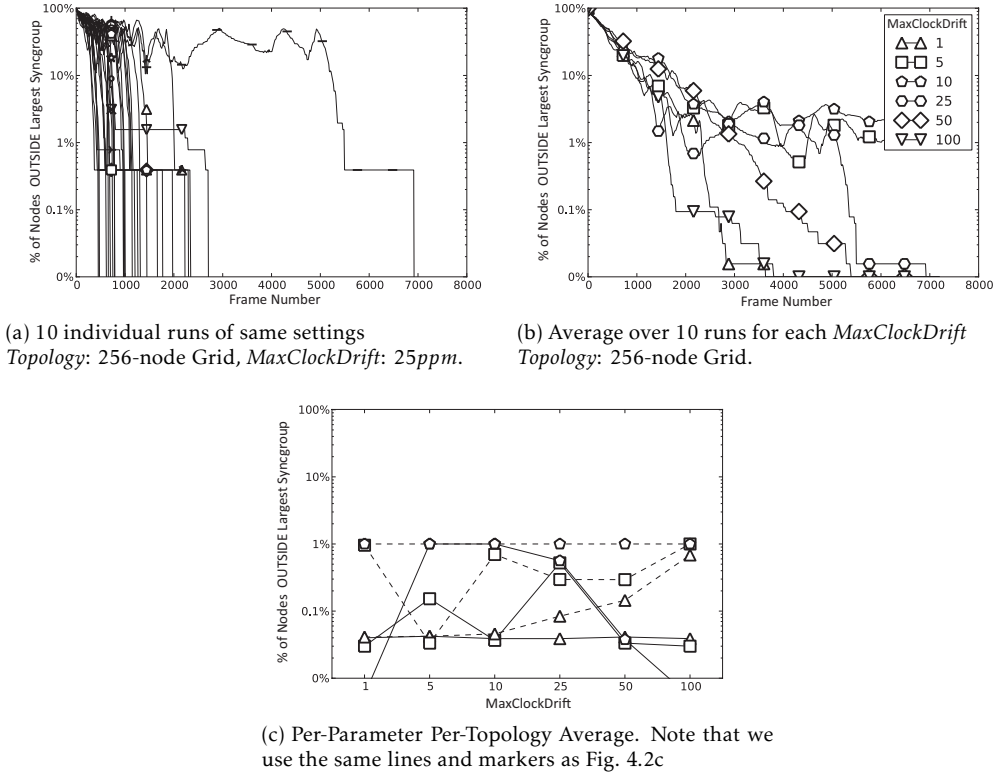 100%
10%
1%
0.1%
0%
% of Nodes OUTSIDE Largest Syncgroup
0 1000 2000 3000 4000 5000 6000 7000 8000
Frame Number
100%
10%
1%
0.1%
0%
% of Nodes OUTSIDE Largest Syncgroup
0 1000 2000 3000 4000 5000 6000 7000 8000
Frame Number
MaxClockDrift
1
5
10
25
50
100
(a) 10 individual runs of same settings
Topology: 256-node Grid, MaxClockDrift: 25ppm.
(b) Average over 10 runs for each MaxClockDrift
Topology: 256-node Grid.
100%
10%
1%
0.1%
0%
% of Nodes OUTSIDE Largest Syncgroup
1 5 10 25 50 100
MaxClockDrift
(c) Per-Parameter Per-Topology Average. Note that we
use the same lines and markers as Fig. 4.2c